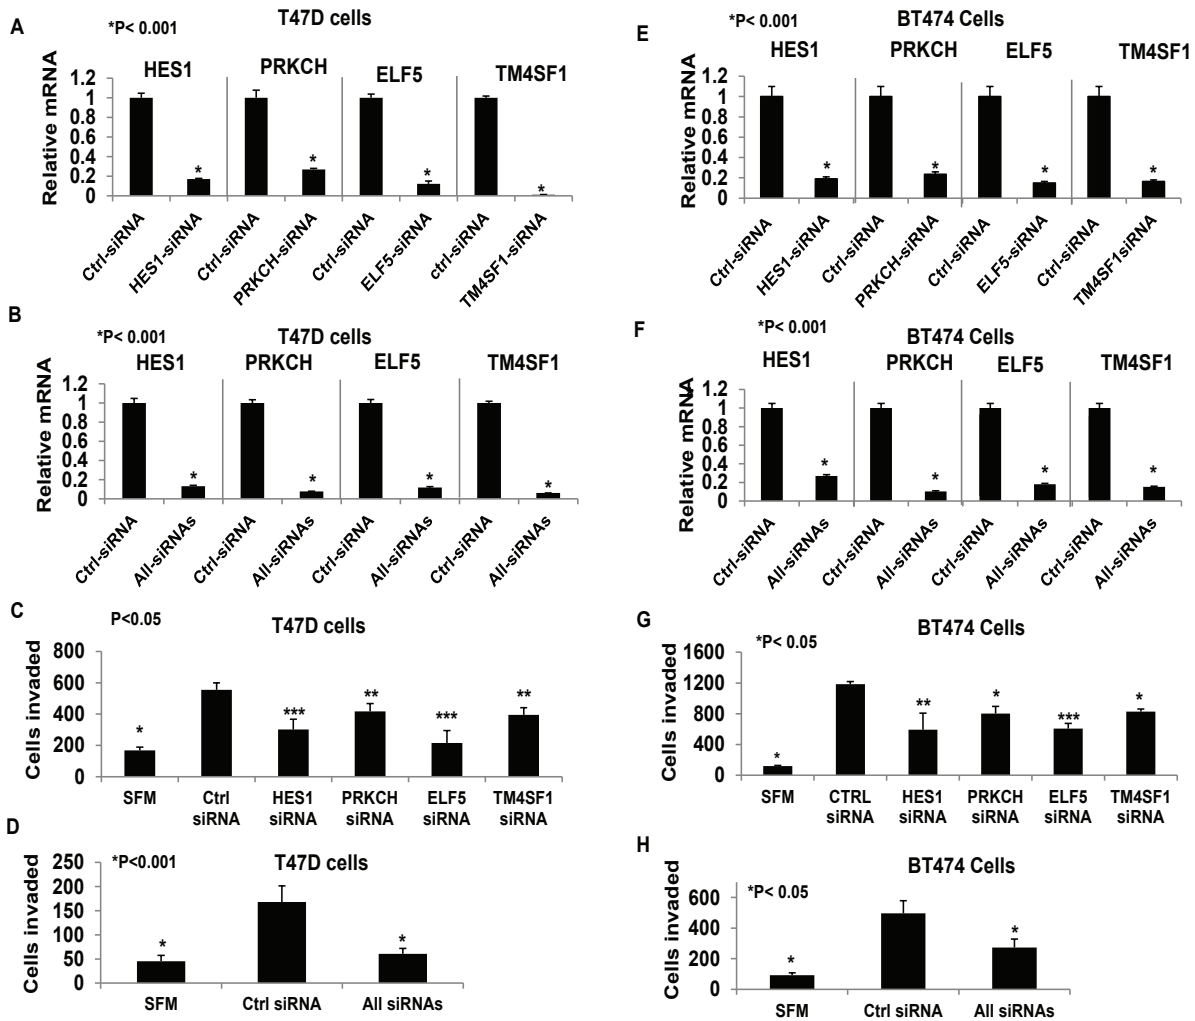 A
T47D cells
*P< 0.001
HES1
PRKCH
ELF5
TM4SF1
Relative mRNA
1.2
1
0.8
0.6
0.4
0.2
0
* * * *
Ctrl-siRNA
HES1-siRNA
Ctrl-siRNA
PRKCH-siRNA
Ctrl-siRNA
ELF5-siRNA
ctrl-siRNA
TM4SF1-siRNA
B
T47D cells
*P< 0.001
HES1
PRKCH
ELF5
TM4SF1
Relative mRNA
1.2
1
0.8
0.6
0.4
0.2
0
* * * *
Ctrl-siRNA
All-siRNAs
Ctrl-siRNA
All-siRNAs
Ctrl-siRNA
All-siRNAs
Ctrl-siRNA
All-siRNAs
C
P<0.05
T47D cells
Cells invaded
800
600
400
200
0
* *** ** *** **
SFM
Ctrl
siRNA
HES1
siRNA
PRKCH
siRNA
ELF5
siRNA
TM4SF1
siRNA
D
*P<0.001
T47D cells
Cells invaded
250
200
150
100
50
0
* *
SFM
Ctrl siRNA
All siRNAs
E
BT474 Cells
*P< 0.001
HES1
PRKCH
ELF5
TM4SF1
Relative mRNA
1.2
1
0.8
0.6
0.4
0.2
0
* * * *
Ctrl-siRNA
HES1-siRNA
Ctrl-siRNA
PRKCH-siRNA
Ctrl-siRNA
ELF5-siRNA
Ctrl-siRNA
TM4SF1siRNA
F
*P< 0.001
BT474 Cells
HES1
PRKCH
ELF5
TM4SF1
Relative mRNA
1.2
1
0.8
0.6
0.4
0.2
0
* * * *
Ctrl-siRNA
All-siRNAs
Ctrl-siRNA
All-siRNAs
Ctrl-siRNA
All-siRNAs
Ctrl-siRNA
All-siRNAs
G
*P< 0.05
BT474 Cells
Cells invaded
1600
1200
800
400
0
* ** * *** *
SFM
CTRL
siRNA
HES1
siRNA
PRKCH
siRNA
ELF5
siRNA
TM4SF1
siRNA
H
*P< 0.05
BT474 Cells
Cells invaded
600
400
200
0
* *
SFM
Ctrl siRNA
All siRNAs